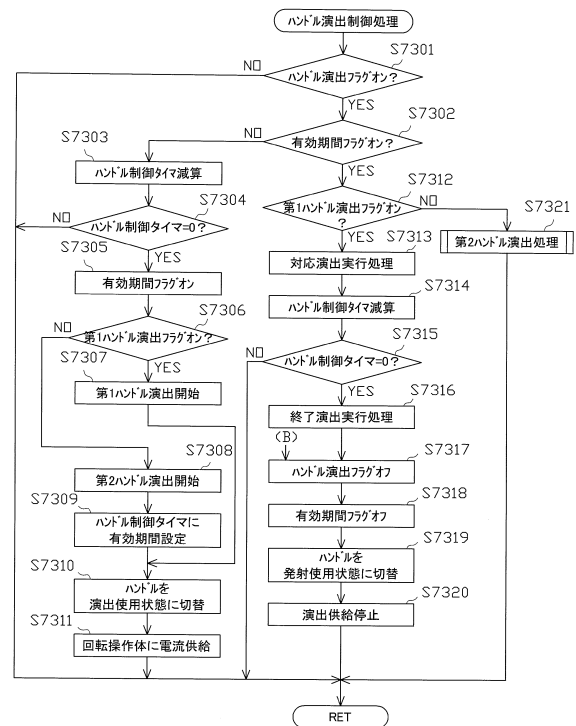 ハンドル演出制御処理
S7301
ハンドル演出フラグオン？
NO
YES
S7302
有効期間フラグオン？
NO
YES
S7303
ハンドル制御タイマ減算
S7304
ハンドル制御タイマ=0？
NO
YES
S7305
有効期間フラグオン
S7306
第1ハンドル演出フラグオン？
NO
YES
S7307
第1ハンドル演出開始
S7308
第2ハンドル演出開始
S7309
ハンドル制御タイマに
有効期間設定
S7310
ハンドルを
演出使用状態に切替
S7311
回転操作体に電流供給
S7312
第1ハンドル演出フラグオン
？
NO
YES
S7313
対応演出実行処理
S7314
ハンドル制御タイマ減算
S7315
ハンドル制御タイマ=0？
NO
YES
S7316
終了演出実行処理
(B)
S7317
ハンドル演出フラグオフ
S7318
有効期間フラグオフ
S7319
ハンドルを
発射使用状態に切替
S7320
演出供給停止
S7321
第2ハンドル演出処理
RET